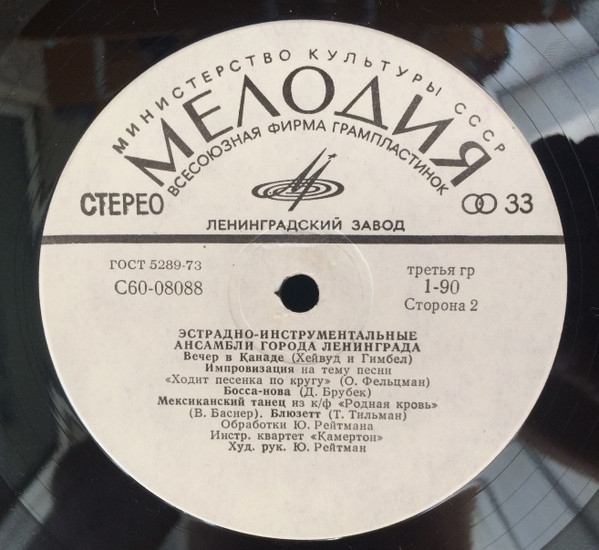 МИНИСТЕРСТВО КУЛЬТУРЫ СССР
МЕЛОДИЯ
ВСЕСОЮЗНАЯ ФИРМА ГРАМПЛАСТИНОК
СТЕРЕО
33
ЛЕНИНГРАДСКИЙ ЗАВОД
ГОСТ 5289-73
третья гр
С60-08088
1-90
Сторона 2
ЭСТРАДНО-ИНСТРУМЕНТАЛЬНЫЕ
АНСАМБЛИ ГОРОДА ЛЕНИНГРАДА
Вечер в Канаде (Хейвуд и Гимбел)
Импровизация на тему песни
«Ходит песенка по кругу» (О. Фельцман)
Босса-нова (Д. Брубек)
Мексиканский танец из к/ф «Родная кровь»
(В. Баснер). Блюзетт (Т. Тильман)
Обработки Ю. Рейтмана
Инстр. квартет «Камертон»
Худ. рук. Ю. Рейтман